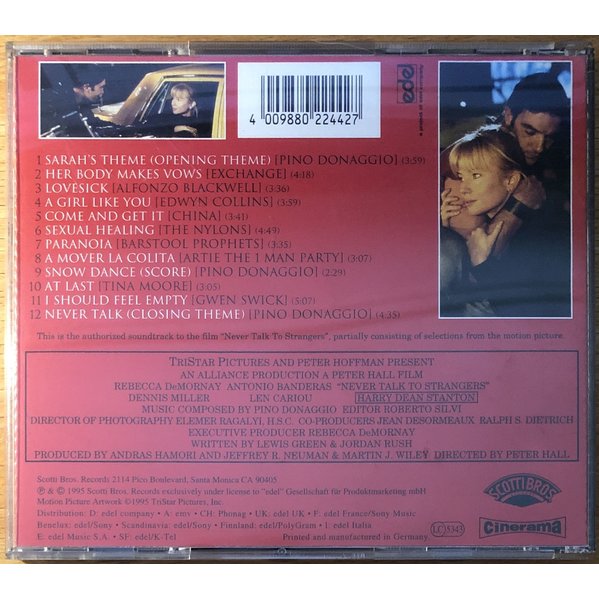 edel
a product of edel company
4 009880 224427
1 SARAH'S THEME (OPENING THEME) [PINO DONAGGIO] (3:59)
2 HER BODY MAKES VOWS [EXCHANGE] (4:18)
3 LOVESICK [ALFONZO BLACKWELL] (3:36)
4 A GIRL LIKE YOU [EDWYN COLLINS] (3:59)
5 COME AND GET IT [CHINA] (3:41)
6 SEXUAL HEALING [THE NYLONS] (4:49)
7 PARANOIA [BARSTOOL PROPHETS] (3:35)
8 A MOVER LA COLITA [ARTIE THE 1 MAN PARTY] (3:07)
9 SNOW DANCE (SCORE) [PINO DONAGGIO] (2:29)
10 AT LAST [TINA MOORE] (3:05)
11 I SHOULD FEEL EMPTY [GWEN SWICK] (5:07)
12 NEVER TALK (CLOSING THEME) [PINO DONAGGIO] (4:35)
This is the authorized soundtrack to the film "Never Talk To Strangers", partially consisting of selections from the motion picture.
TRISTAR PICTURES AND PETER HOFFMAN PRESENT
AN ALLIANCE PRODUCTION A PETER HALL FILM
REBECCA DEMORNAY ANTONIO BANDERAS "NEVER TALK TO STRANGERS"
DENNIS MILLER LEN CARIOU HARRY DEAN STANTON
MUSIC COMPOSED BY PINO DONAGGIO EDITOR ROBERTO SILVI
DIRECTOR OF PHOTOGRAPHY ELEMER RAGALYI, H.S.C. CO-PRODUCERS JEAN DESORMEAUX RALPH S. DIETRICH
EXECUTIVE PRODUCER REBECCA DEMORNAY
WRITTEN BY LEWIS GREEN & JORDAN RUSH
PRODUCED BY ANDRAS HAMORI AND JEFFREY R. NEUMAN & MARTIN J. WILEY DIRECTED BY PETER HALL
Scotti Bros. Records 2114 Pico Boulevard, Santa Monica CA 90405
℗ & © 1995 Scotti Bros. Records exclusively under license to "edel" Gesellschaft für Produktmarketing mbH
Motion Picture Artwork ©1995 TriStar Pictures, Inc.
Distribution: D: edel company · A: emv · CH: Phonag · UK: edel UK · F: edel France/Sony Music
Benelux: edel/Sony · Scandinavia: edel/Sony · Finnland: edel/PolyGram · I: edel Italia
E: edel Music S.A. · SF: edel/K-Tel
LC 5343
Printed and manufactured in Germany.
SCOTTI BROS.
Cinerama